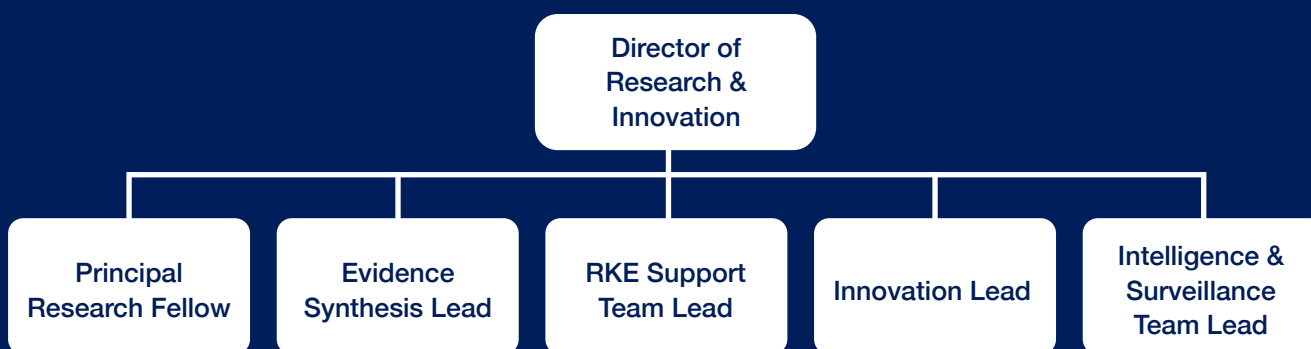 Director of
Research &
Innovation
Principal
Research Fellow
Evidence
Synthesis Lead
RKE Support
Team Lead
Innovation Lead
Intelligence &
Surveillance
Team Lead